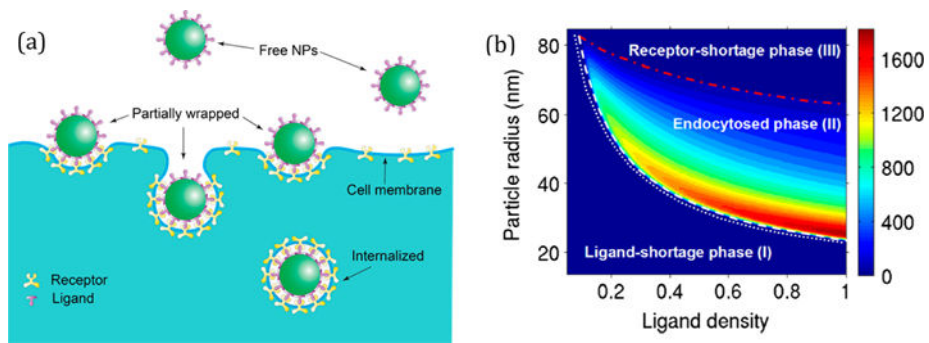 (a)
Free NPs
Partially wrapped
Cell membrane
Internalized
Receptor
Ligand
(b)
Particle radius (nm)
80
60
40
20
Receptor-shortage phase (III)
Endocytosed phase (II)
Ligand-shortage phase (I)
0.2 0.4 0.6 0.8 1
Ligand density
1600
1200
800
400
0